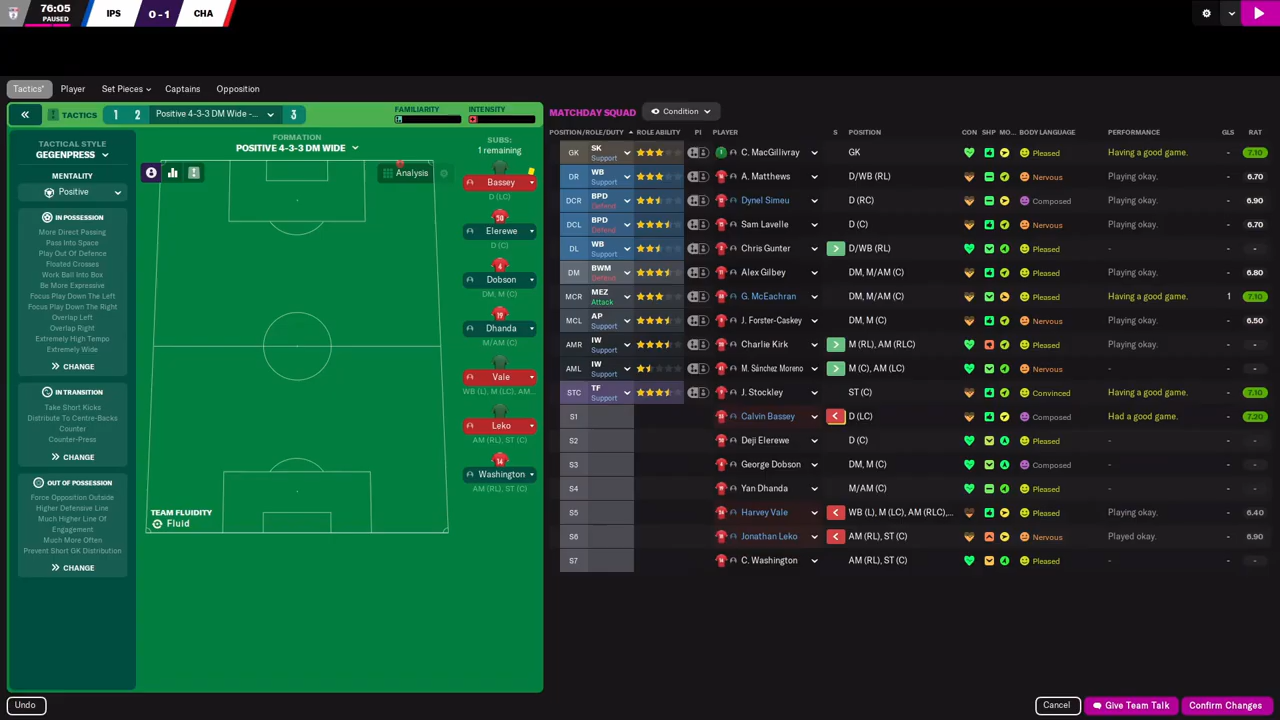 76:05
PAUSED
IPS
0 - 1
CHA
Tactics*
Player
Set Pieces
Captains
Opposition
TACTICS
1
2
Positive 4-3-3 DM Wide -...
3
FAMILIARITY
INTENSITY
TACTICAL STYLE
GEGENPRESS
MENTALITY
Positive
IN POSSESSION
More Direct Passing
Pass Into Space
Play Out Of Defence
Floated Crosses
Work Ball Into Box
Be More Expressive
Focus Play Down The Left
Focus Play Down The Right
Overlap Left
Overlap Right
Extremely High Tempo
Extremely Wide
CHANGE
IN TRANSITION
Take Short Kicks
Distribute To Centre-Backs
Counter
Counter-Press
CHANGE
OUT OF POSSESSION
Force Opposition Outside
Higher Defensive Line
Much Higher Line Of
Engagement
Much More Often
Prevent Short GK Distribution
CHANGE
FORMATION
POSITIVE 4-3-3 DM WIDE
Analysis
TEAM FLUIDITY
Fluid
SUBS:
1 remaining
Bassey
D (LC)
50
Elerewe
D (C)
4
Dobson
DM, M (C)
19
Dhanda
M/AM (C)
Vale
WB (L), M (LC), AM...
Leko
AM (RL), ST (C)
14
Washington
AM (RL), ST (C)
MATCHDAY SQUAD
Condition
POSITION/ROLE/DUTY ROLE ABILITY PI PLAYER S POSITION CON SHP MO... BODY LANGUAGE PERFORMANCE GLS RAT
GK SK Support C. MacGillivray GK Pleased Having a good game. - 7.10
DR WB Support A. Matthews D/WB (RL) Nervous Playing okay. - 6.70
DCR BPD Defend Dynel Simeu D (RC) Composed Playing okay. - 6.90
DCL BPD Defend Sam Lavelle D (C) Nervous Playing okay. - 6.70
DL WB Support Chris Gunter D/WB (RL) Pleased - -
DM BWM Defend Alex Gilbey DM, M/AM (C) Pleased Playing okay. - 6.80
MCR MEZ Attack G. McEachran DM, M/AM (C) Pleased Having a good game. 1 7.10
MCL AP Support J. Forster-Caskey DM, M (C) Nervous Playing okay. - 6.50
AMR IW Support Charlie Kirk M (RL), AM (RLC) Pleased Playing okay. - -
AML IW Support M. Sánchez Moreno M (C), AM (LC) Nervous - -
STC TF Support J. Stockley ST (C) Convinced Having a good game. - 7.10
S1 Calvin Bassey D (LC) Composed Had a good game. - 7.20
S2 Deji Elerewe D (C) Pleased - -
S3 George Dobson DM, M (C) Composed - -
S4 Yan Dhanda M/AM (C) Pleased - -
S5 Harvey Vale WB (L), M (LC), AM (RLC),... Pleased Playing okay. - 6.40
S6 Jonathan Leko AM (RL), ST (C) Nervous Played okay. - 6.90
S7 C. Washington AM (RL), ST (C) Pleased - -
Undo
Cancel
Give Team Talk
Confirm Changes